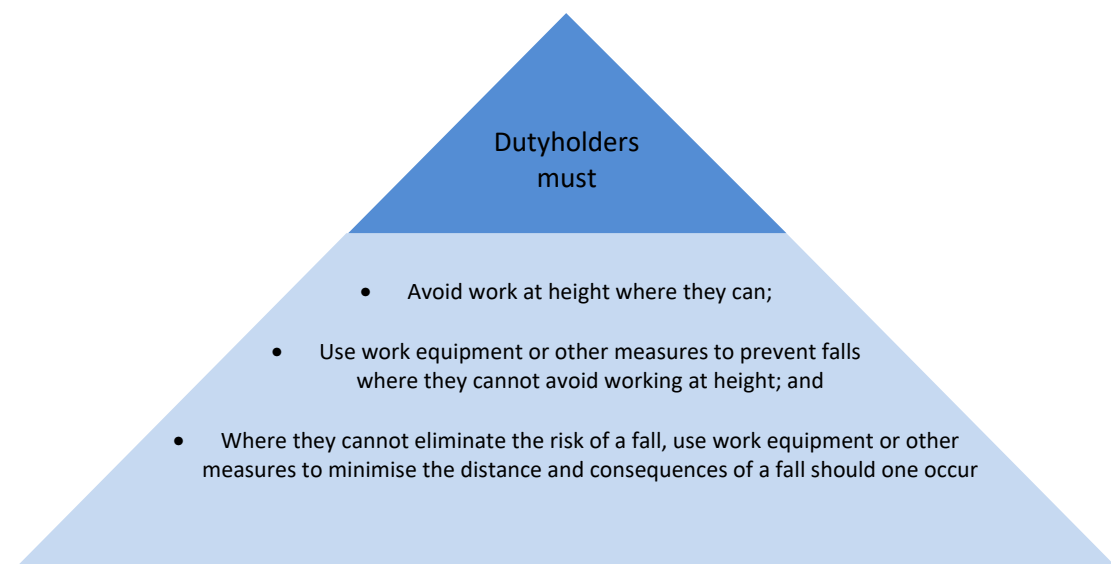 Dutyholders
must
• Avoid work at height where they can;
• Use work equipment or other measures to prevent falls
where they cannot avoid working at height; and
• Where they cannot eliminate the risk of a fall, use work equipment or other
measures to minimise the distance and consequences of a fall should one occur